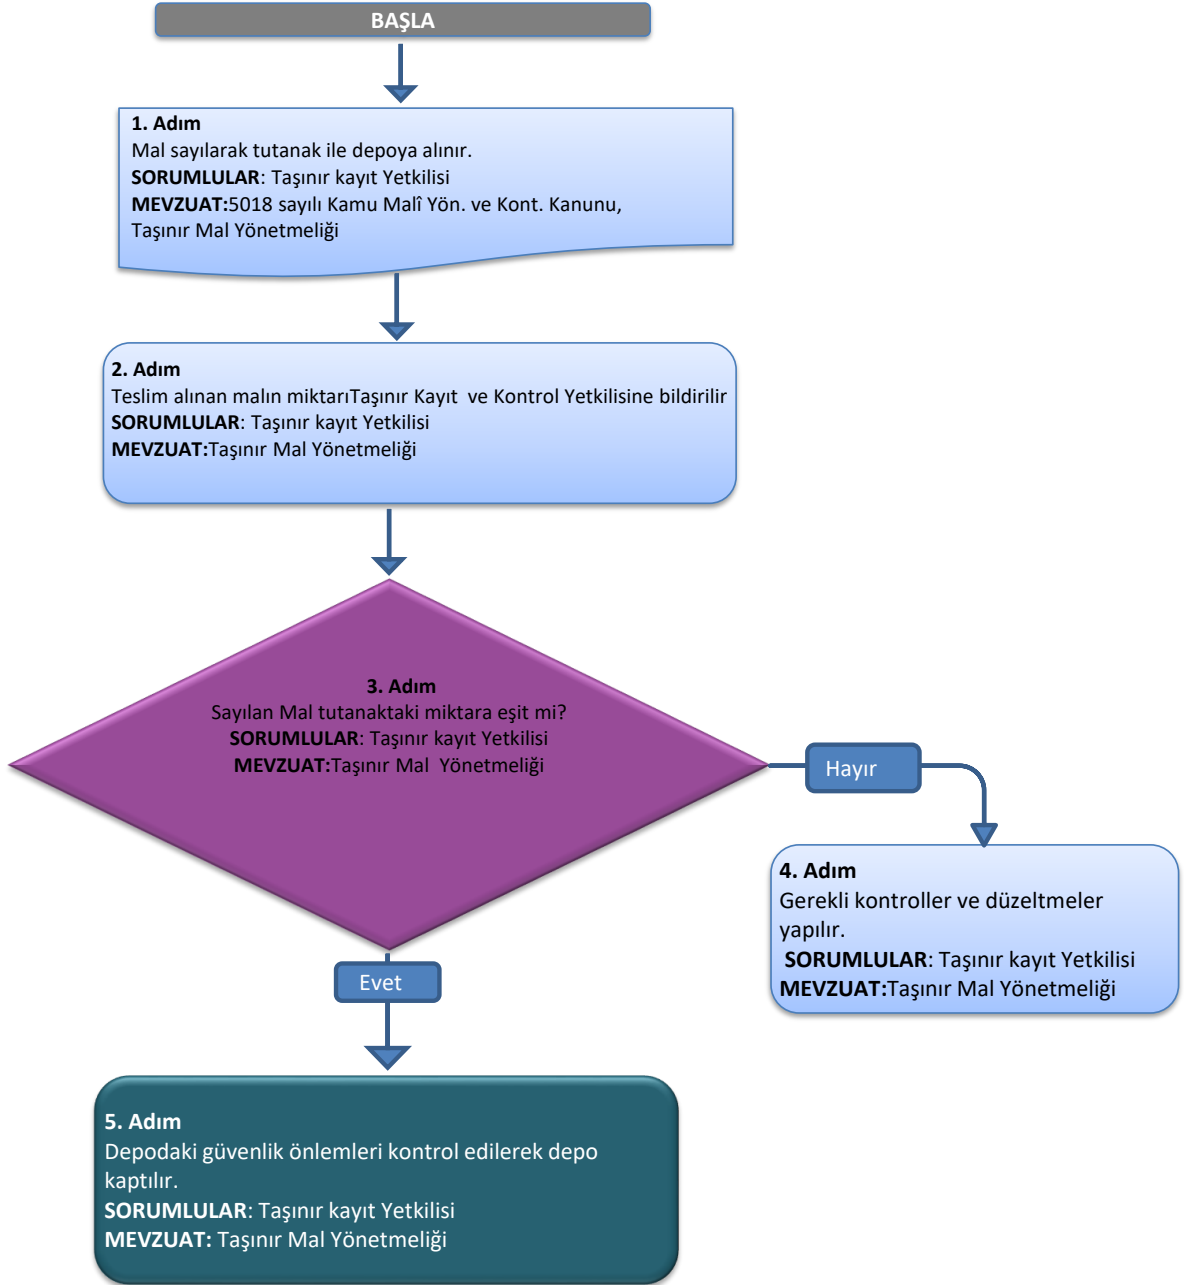 BAŞLA
1. Adım
Mal sayılarak tutanak ile depoya alınır.
SORUMLULAR: Taşınır kayıt Yetkilisi
MEVZUAT:5018 sayılı Kamu Malî Yön. ve Kont. Kanunu,
Taşınır Mal Yönetmeliği
2. Adım
Teslim alınan malın miktarıTaşınır Kayıt  ve Kontrol Yetkilisine bildirilir
SORUMLULAR: Taşınır kayıt Yetkilisi
MEVZUAT:Taşınır Mal Yönetmeliği
3. Adım
Sayılan Mal tutanaktaki miktara eşit mi?
SORUMLULAR: Taşınır kayıt Yetkilisi
MEVZUAT:Taşınır Mal  Yönetmeliği
Hayır
4. Adım
Gerekli kontroller ve düzeltmeler
yapılır.
SORUMLULAR: Taşınır kayıt Yetkilisi
MEVZUAT:Taşınır Mal Yönetmeliği
Evet
5. Adım
Depodaki güvenlik önlemleri kontrol edilerek depo
kaptılır.
SORUMLULAR: Taşınır kayıt Yetkilisi
MEVZUAT: Taşınır Mal Yönetmeliği